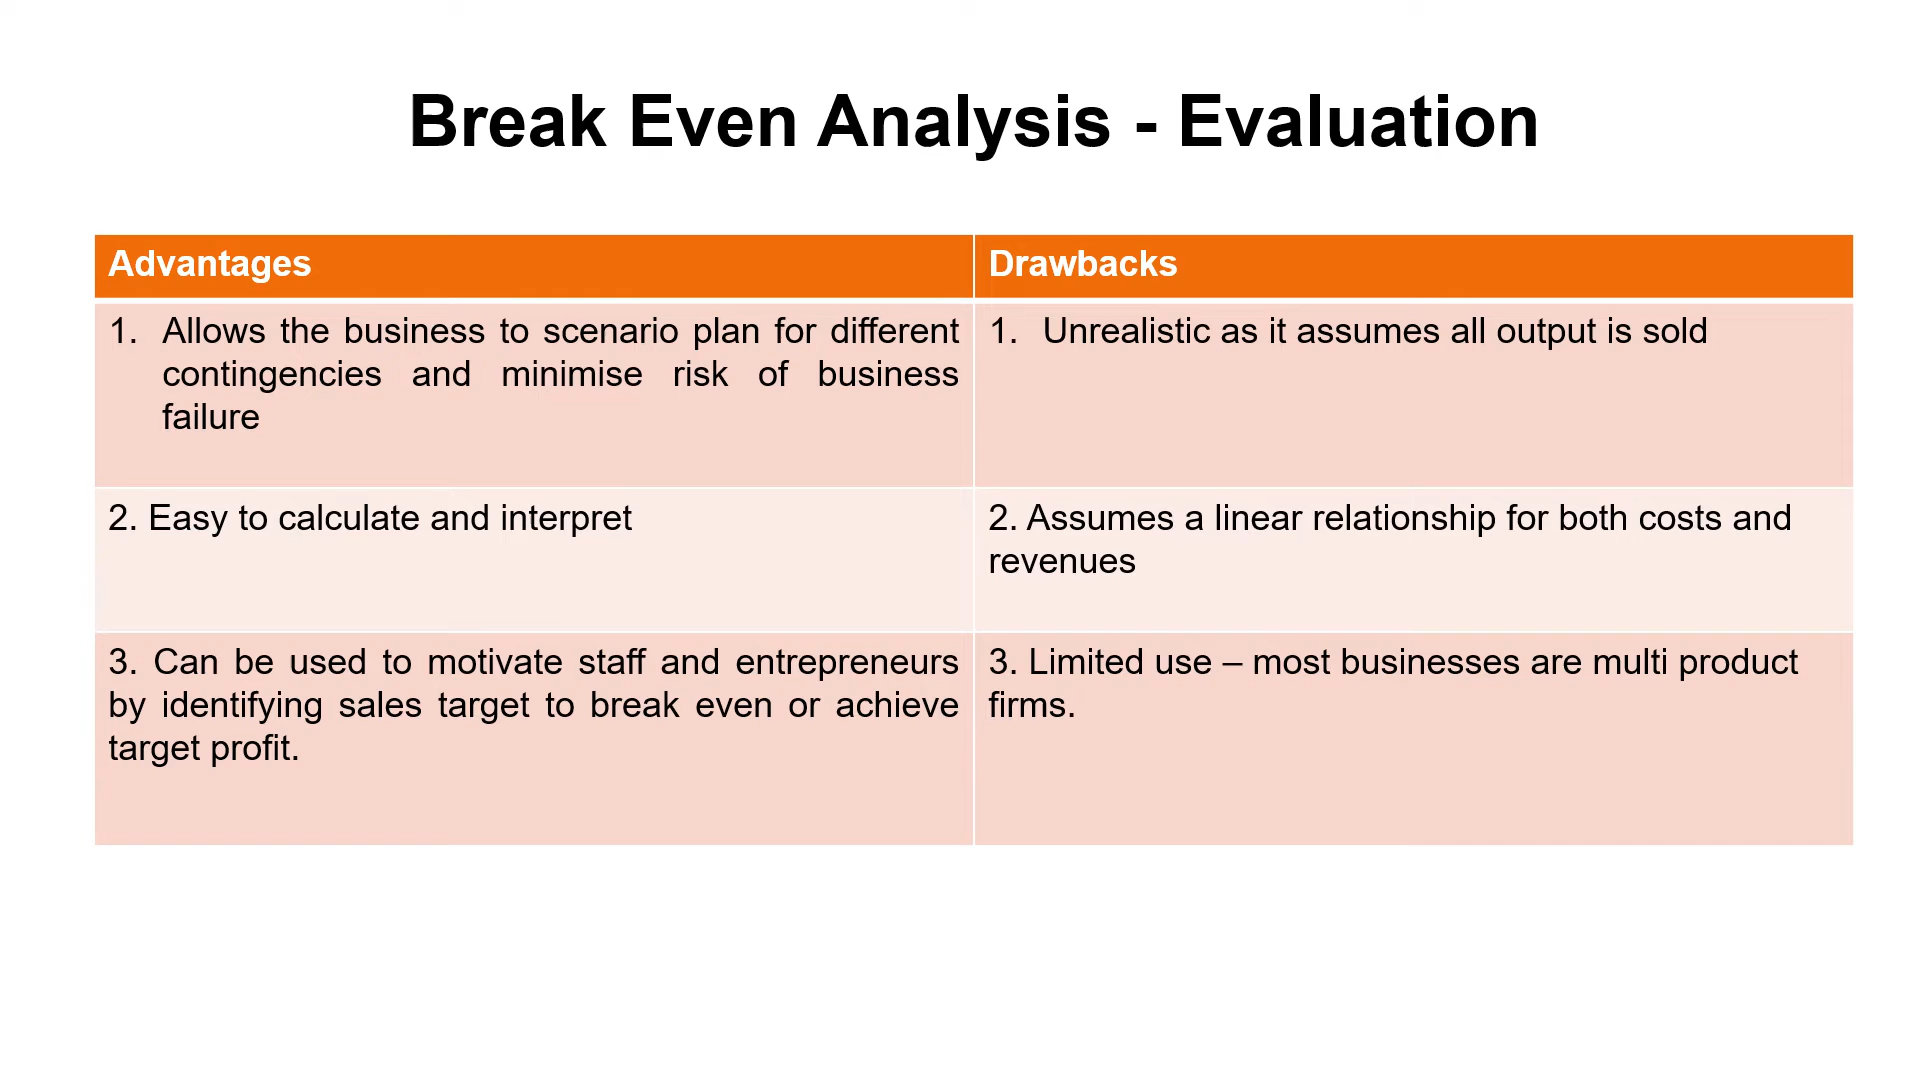 Break Even Analysis - Evaluation
Advantages
Drawbacks
1. Allows the business to scenario plan for different
contingencies and minimise risk of business
failure
1. Unrealistic as it assumes all output is sold
2. Easy to calculate and interpret
2. Assumes a linear relationship for both costs and
revenues
3. Can be used to motivate staff and entrepreneurs
by identifying sales target to break even or achieve
target profit.
3. Limited use – most businesses are multi product
firms.